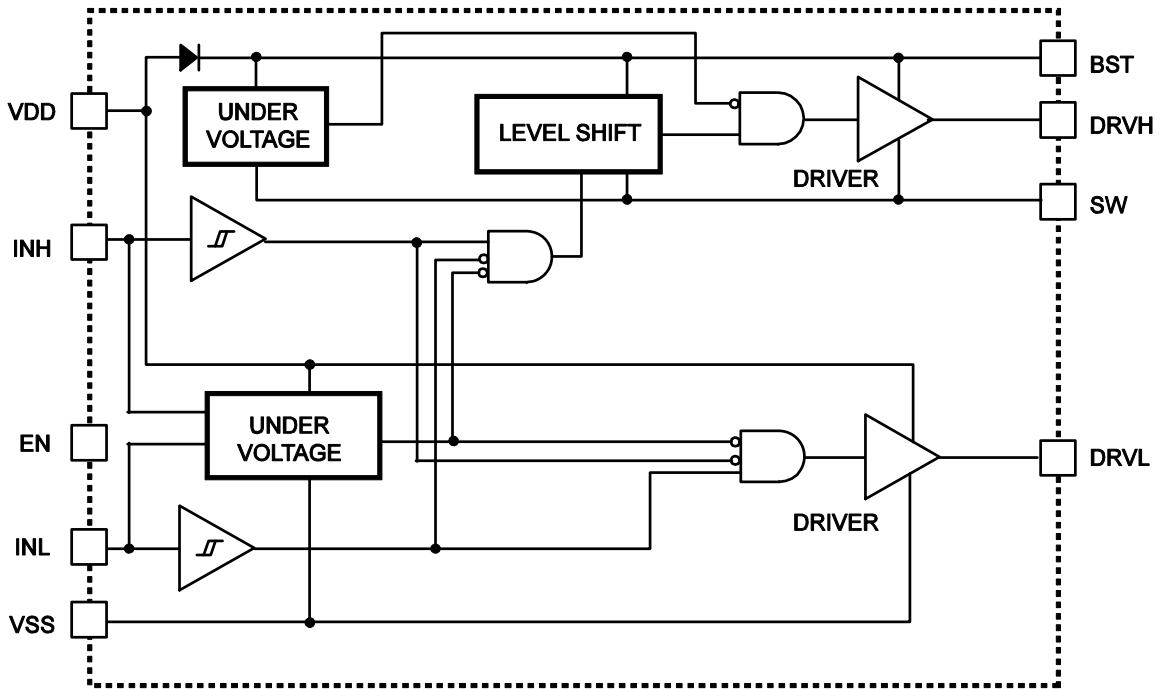 BST
VDD
UNDER
VOLTAGE
LEVEL SHIFT
DRVH
DRIVER
SW
INH
EN
UNDER
VOLTAGE
DRVL
DRIVER
INL
VSS